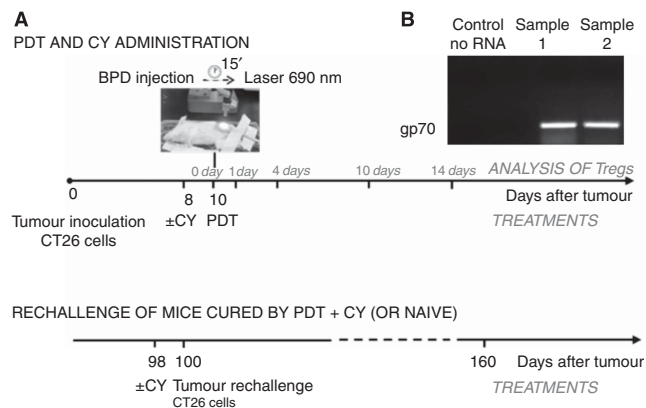 A
PDT AND CY ADMINISTRATION
BPD injection
15′
Laser 690 nm
0 day
1day
4 days
10 days
14 days
ANALYSIS OF Tregs
0
8
10
Days after tumour
Tumour inoculation
CT26 cells
±CY
PDT
TREATMENTS
B
Control
no RNA
Sample
1
Sample
2
gp70
RECHALLENGE OF MICE CURED BY PDT + CY (OR NAIVE)
98
100
160
Days after tumour
±CY
Tumour rechallenge
CT26 cells
TREATMENTS